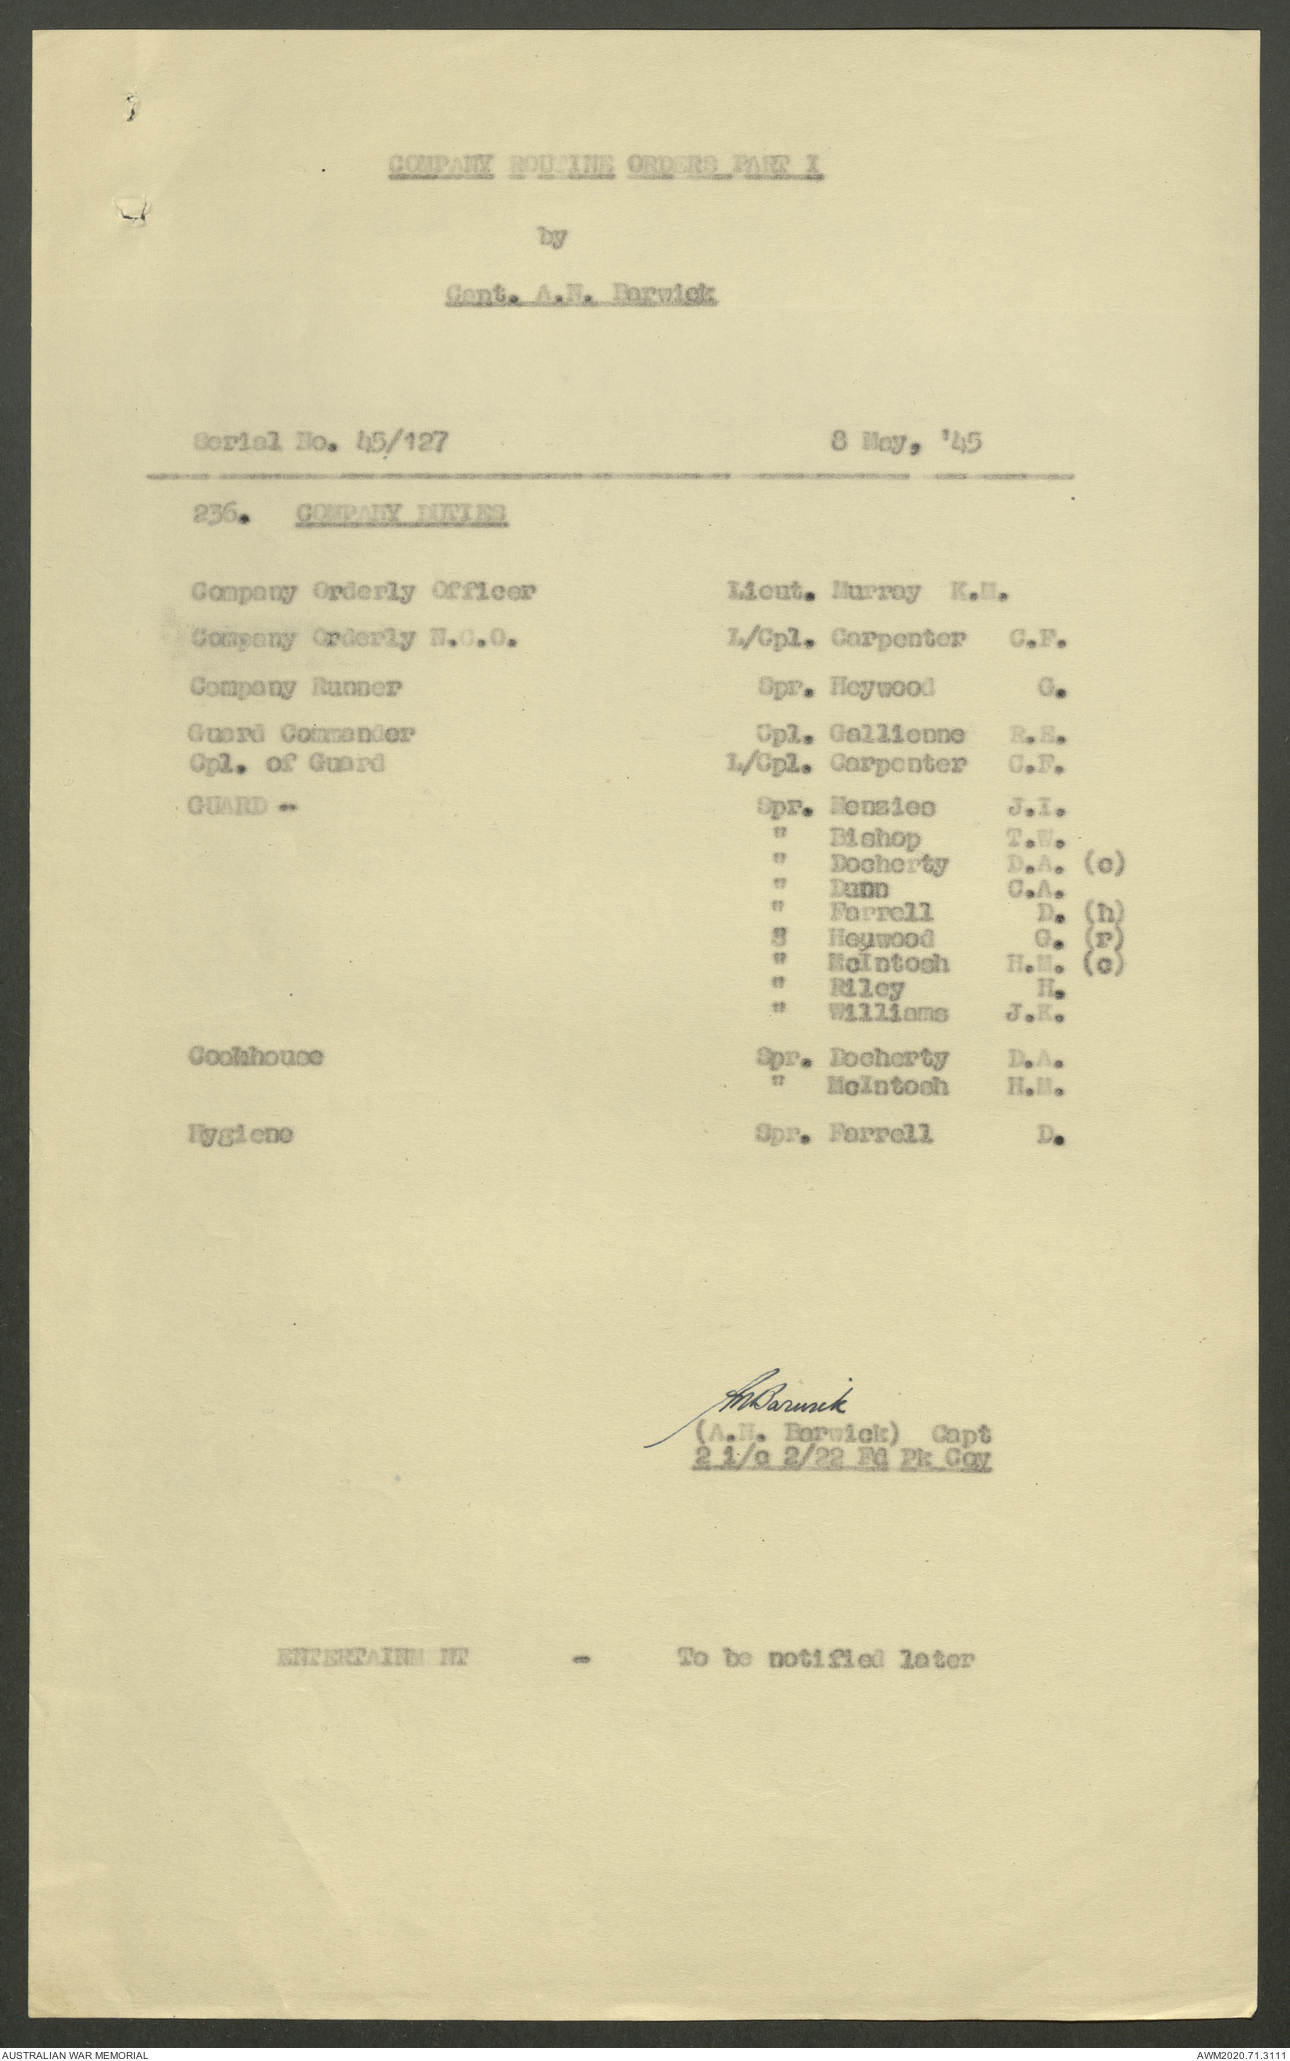 COMPANY ROUTINE ORDERS PART I
by
Capt. A.N. Barwick
Serial No. 45/127 8 May, '45
236. COMPANY DUTIES
Company Orderly Officer Lieut. Murray K.M.
Company Orderly N.C.O. L/Cpl. Carpenter C.F.
Company Runner Spr. Heywood G.
Guard Commander Cpl. Gallienne R.E.
Cpl. of Guard L/Cpl. Carpenter C.F.
GUARD - Spr. Menzies J.I.
" Bishop T.W.
" Docherty D.A. (c)
" Dunn C.A.
" Farrell D. (h)
" Heywood G. (r)
" McIntosh H.M. (c)
" Riley H.
" Williams J.K.
Cookhouse Spr. Docherty D.A.
" McIntosh H.M.
Hygiene Spr. Farrell D.
ANBarwick
(A.N. Barwick) Capt
2 i/c 2/22 Fd Pk Coy
ENTERTAINM NT - To be notified later
AUSTRALIAN WAR MEMORIAL AWM2020.71.3111